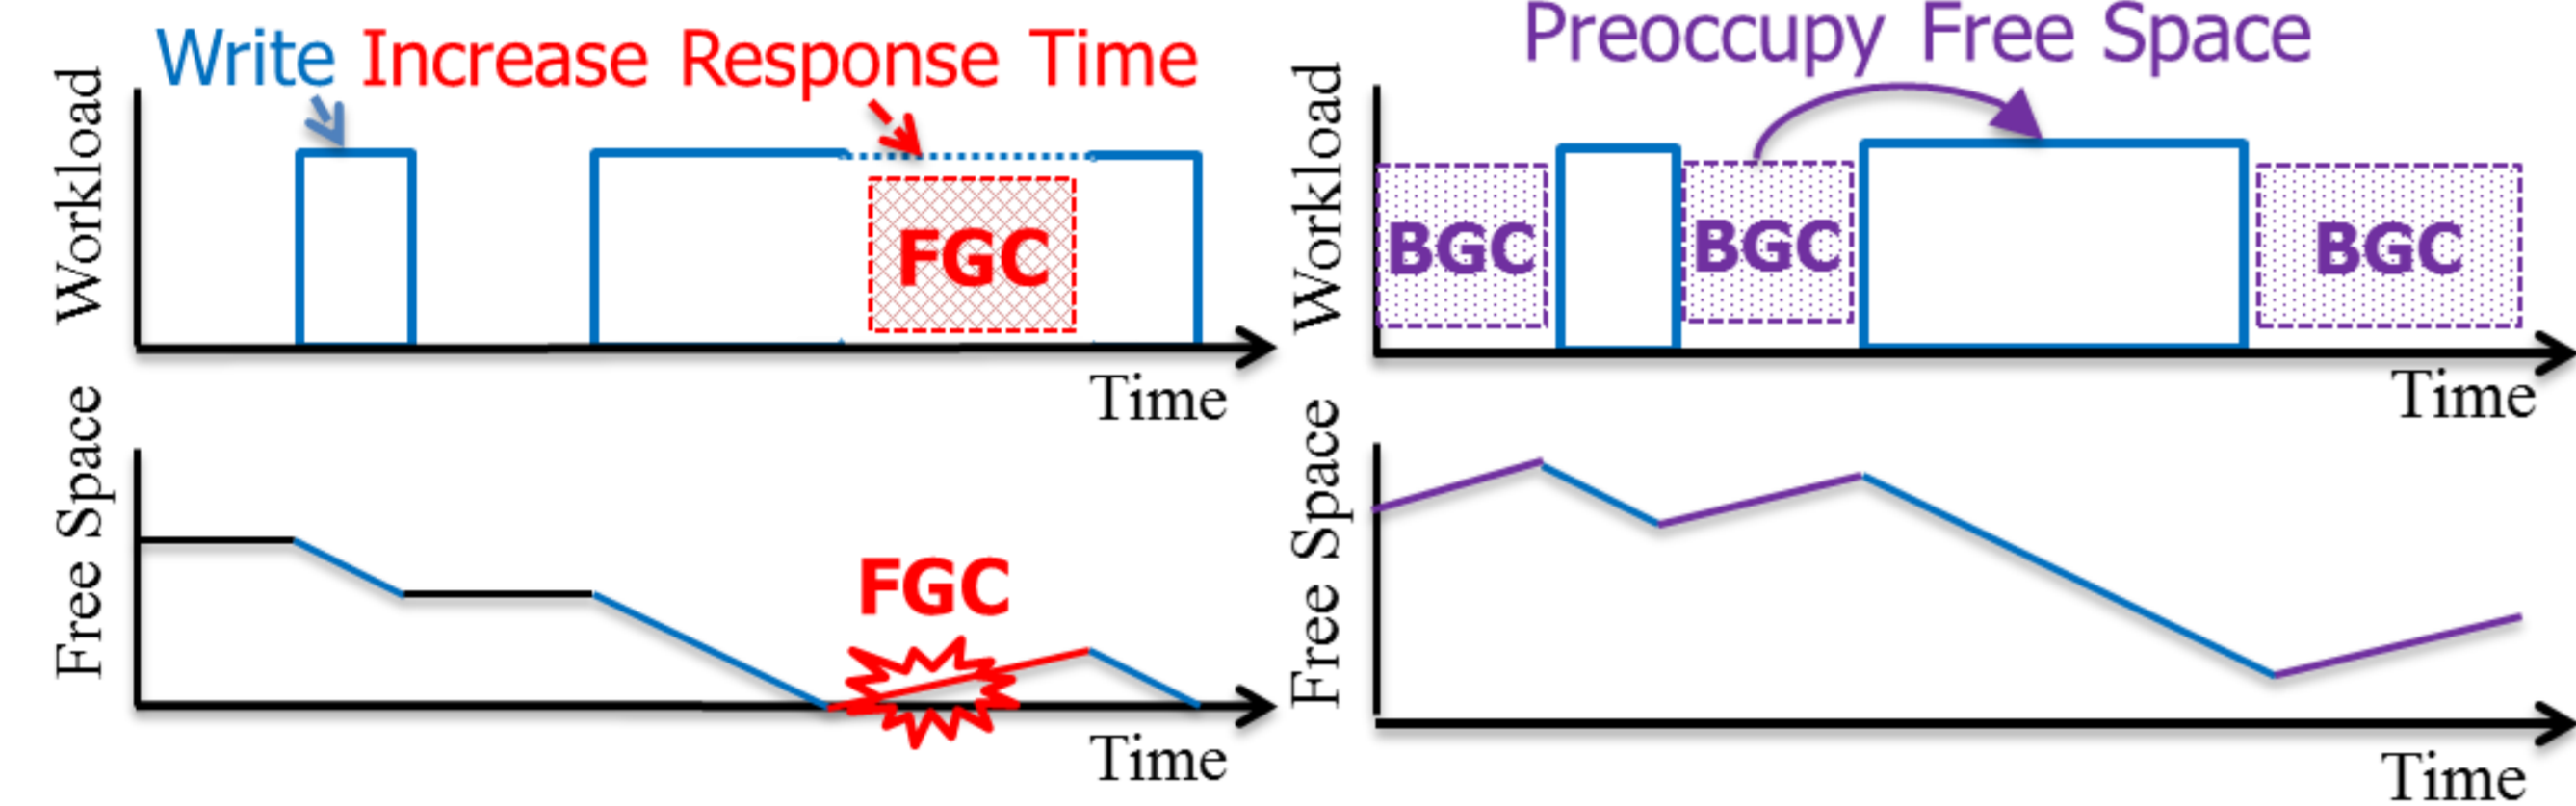 Write Increase Response Time
Workload
FGC
Time
Free Space
FGC
Time
Preoccupy Free Space
Workload
BGC
BGC
BGC
Time
Free Space
Time